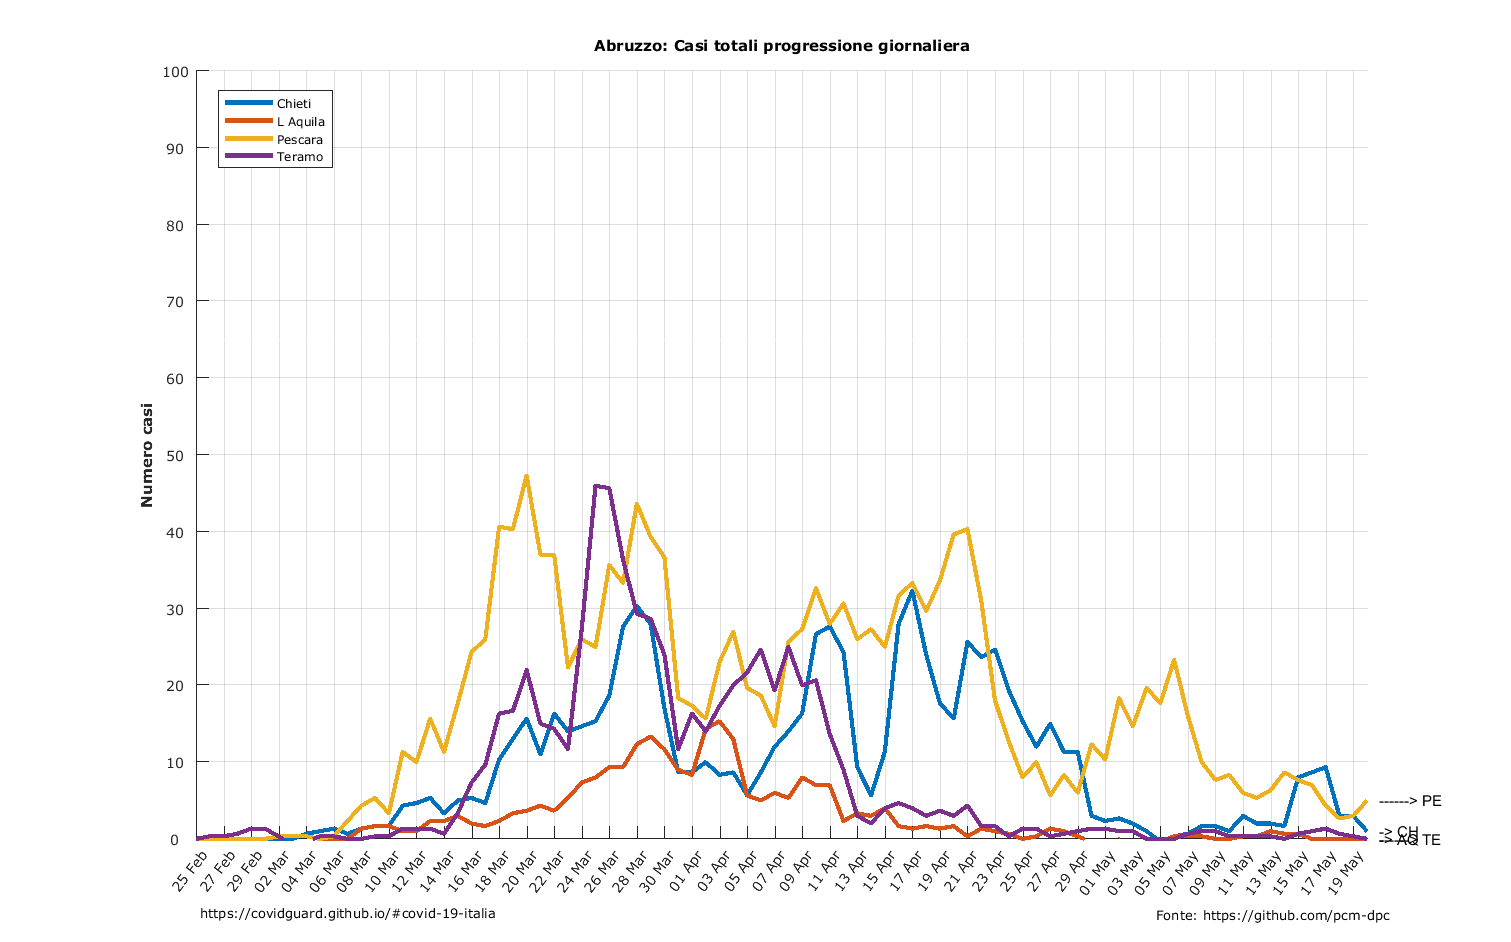 Abruzzo: Casi totali progressione giornaliera
100
90
80
70
60
50
40
30
20
10
0
Numero casi
Chieti
L Aquila
Pescara
Teramo
------> PE
-> CH
-> AQ TE
25 Feb
27 Feb
29 Feb
02 Mar
04 Mar
06 Mar
08 Mar
10 Mar
12 Mar
14 Mar
16 Mar
18 Mar
20 Mar
22 Mar
24 Mar
26 Mar
28 Mar
30 Mar
01 Apr
03 Apr
05 Apr
07 Apr
09 Apr
11 Apr
13 Apr
15 Apr
17 Apr
19 Apr
21 Apr
23 Apr
25 Apr
27 Apr
29 Apr
01 May
03 May
05 May
07 May
09 May
11 May
13 May
15 May
17 May
19 May
https://covidguard.github.io/#covid-19-italia
Fonte: https://github.com/pcm-dpc